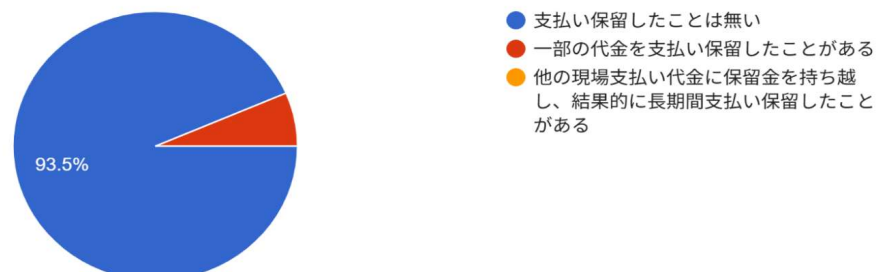 支払い保留したことは無い
一部の代金を支払い保留したことがある
他の現場支払い代金に保留金を持ち越
し、結果的に長期間支払い保留したこと
がある
93.5%